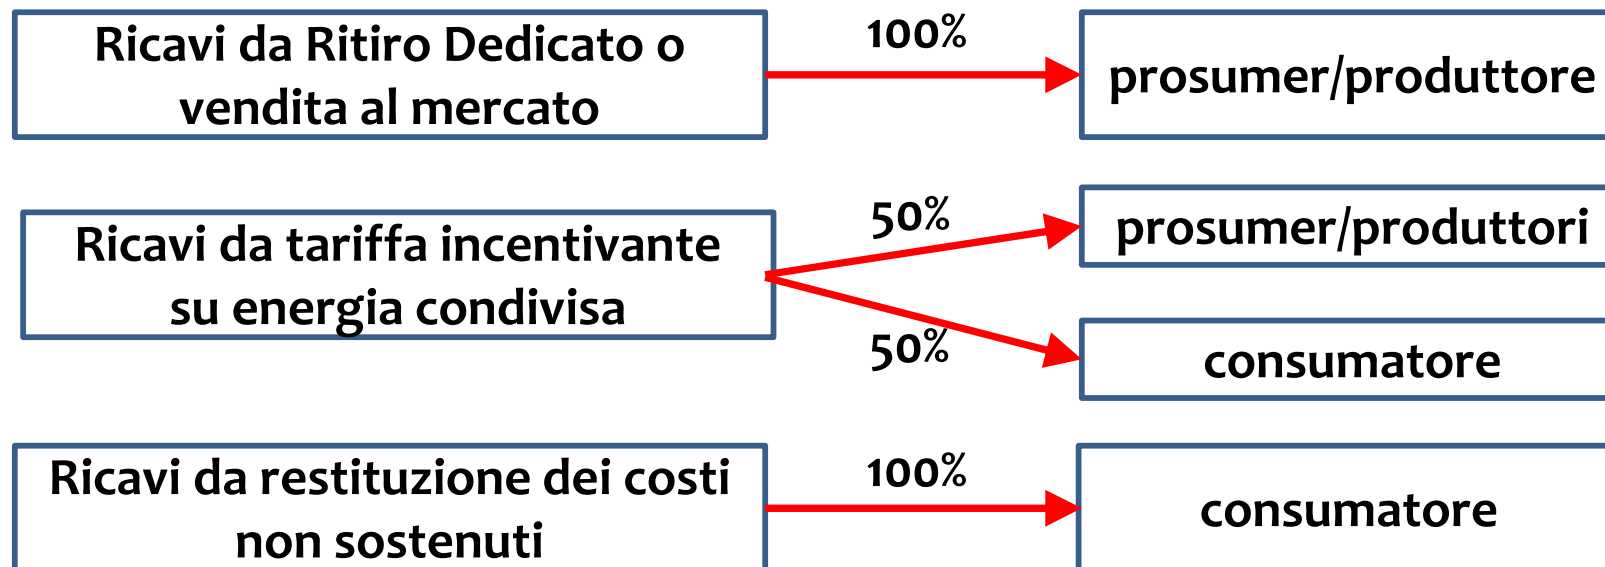 Ricavi da Ritiro Dedicato o
vendita al mercato
100%
prosumer/produttore
Ricavi da tariffa incentivante
su energia condivisa
50%
prosumer/produttori
50%
consumatore
Ricavi da restituzione dei costi
non sostenuti
100%
consumatore